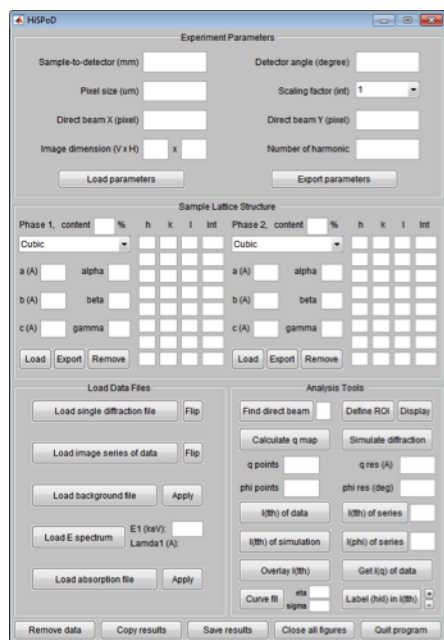 HiSPoD
Experiment Parameters
Sample-to-detector (mm) Detector angle (degree)
Pixel size (um) Scaling factor (int) 1
Direct beam X (pixel) Direct beam Y (pixel)
Image dimension (V x H) x Number of harmonic
Load parameters Export parameters
Sample Lattice Structure
Phase 1, content % h k l Int Phase 2, content % h k l Int
Cubic Cubic
a (A) alpha a (A) alpha
b (A) beta b (A) beta
c (A) gamma c (A) gamma
Load Export Remove Load Export Remove
Load Data Files Analysis Tools
Load single diffraction file Flip Find direct beam Define ROI Display
Calculate q map Simulate diffraction
Load image series of data Flip q points q res (A)
Load background file Apply phi points phi res (deg)
I(tth) of data I(tth) of series
Load E spectrum E1 (keV):
Lamda1 (A):
I(tth) of simulation I(phi) of series
Overlay I(tth) Get I(q) of data
Load absorption file Apply Curve fit eta
sigma Label (hkl) in I(tth) + -
Remove data Copy results Save results Close all figures Quit program